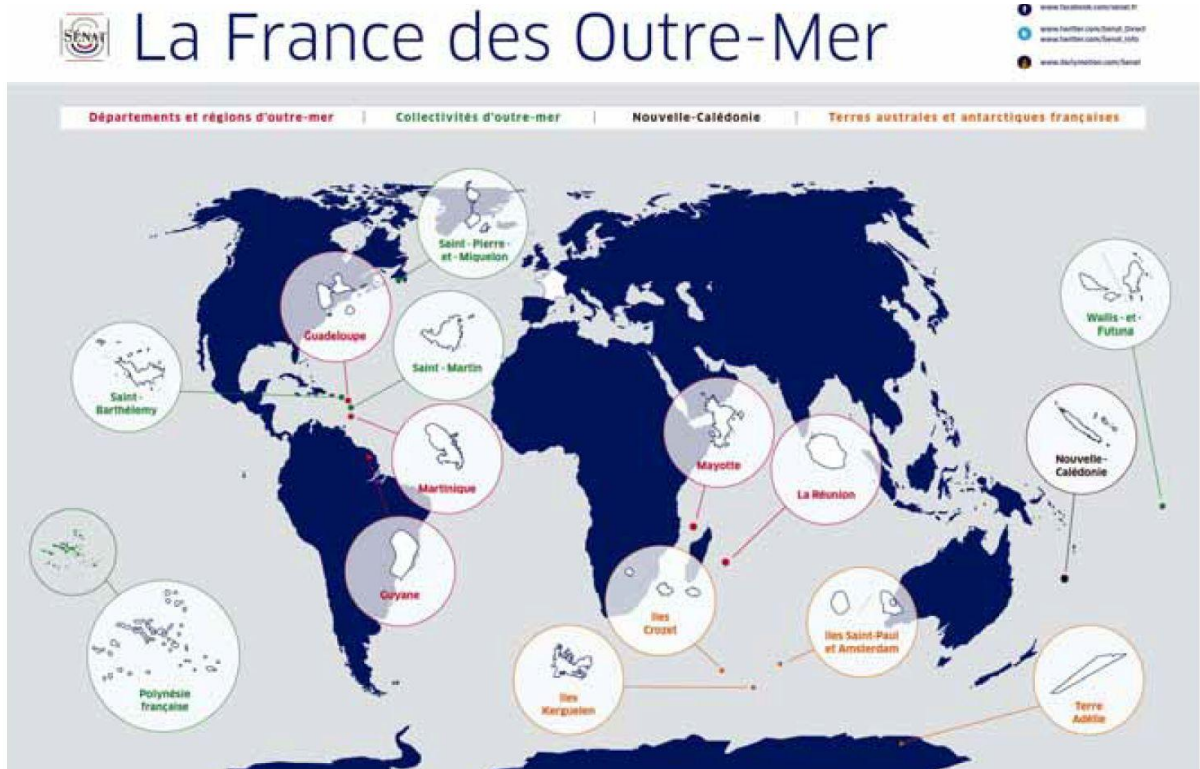 SÉNAT
La France des Outre-Mer
www.facebook.com/senat.fr
www.twitter.com/Senat_Direct
www.twitter.com/Senat_Info
www.dailymotion.com/Senat
Départements et régions d'outre-mer | Collectivités d'outre-mer | Nouvelle-Calédonie | Terres australes et antarctiques françaises
Saint-Pierre-
et-Miquelon
Guadeloupe
Saint-Martin
Saint-
Barthélemy
Martinique
Guyane
Polynésie
française
Mayotte
La Réunion
Wallis-et-
Futuna
Nouvelle-
Calédonie
Iles
Crozet
Iles Saint-Paul
et Amsterdam
Iles
Kerguelen
Terre
Adélie